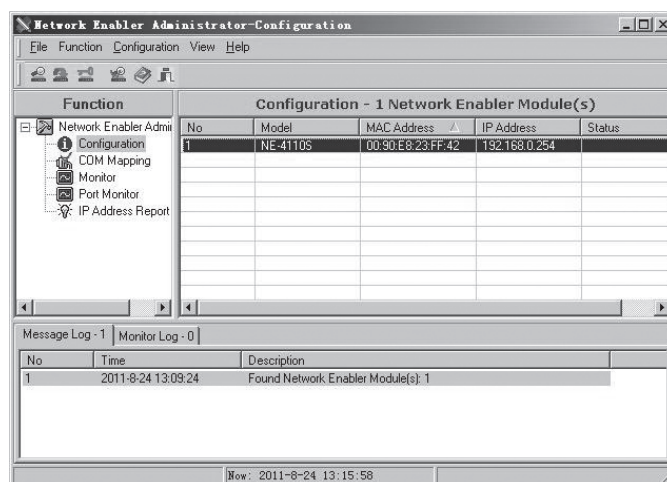 Network Enabler Administrator-Configuration
File Function Configuration View Help
Function
Configuration - 1 Network Enabler Module(s)
Network Enabler Admi
Configuration
COM Mapping
Monitor
Port Monitor
IP Address Report
No Model MAC Address IP Address Status
1 NE-4110S 00:90:E8:23:FF:42 192.168.0.254
Message Log - 1 Monitor Log - 0
No Time Description
1 2011-8-24 13:09:24 Found Network Enabler Module(s): 1
Now: 2011-8-24 13:15:58